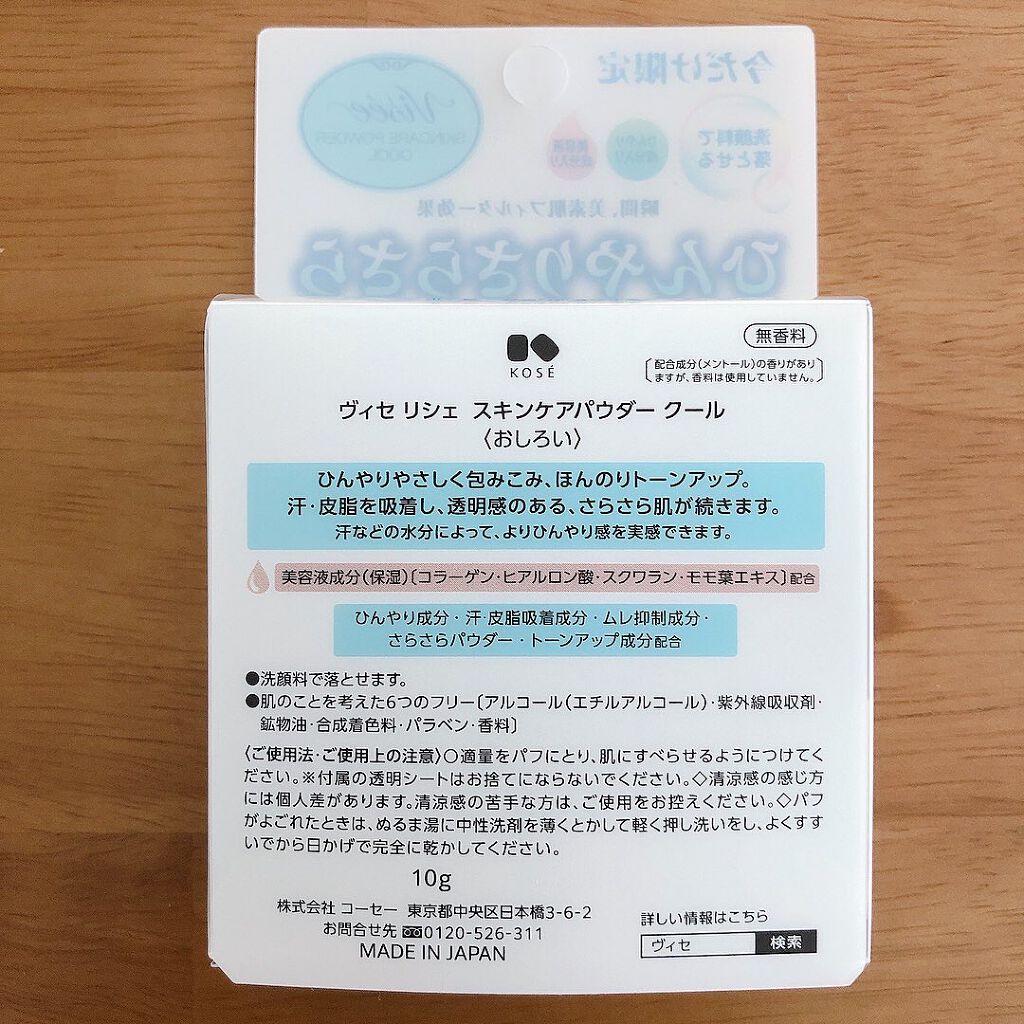 今だけ限定
Visée
SKINCARE POWDER
COOL
洗顔料で
落とせる
ひんやり
成分入り
美容液
成分入り
瞬間、美素肌フィルター効果
ひんやりさらさら
KOSÉ
無香料
配合成分(メントール)の香りがあり
ますが、香料は使用していません。
ヴィセ リシェ スキンケアパウダー クール
〈おしろい〉
ひんやりやさしく包みこみ、ほんのりトーンアップ。
汗・皮脂を吸着し、透明感のある、さらさら肌が続きます。
汗などの水分によって、よりひんやり感を実感できます。
美容液成分(保湿)〔コラーゲン・ヒアルロン酸・スクワラン・モモ葉エキス〕配合
ひんやり成分・汗・皮脂吸着成分・ムレ抑制成分・
さらさらパウダー・トーンアップ成分配合
●洗顔料で落とせます。
●肌のことを考えた6つのフリー〔アルコール(エチルアルコール)・紫外線吸収剤・
鉱物油・合成着色料・パラベン・香料〕
〈ご使用法・ご使用上の注意〉○適量をパフにとり、肌にすべらせるようにつけてく
ださい。※付属の透明シートはお捨てにならないでください。◇清涼感の感じ方
には個人差があります。清涼感の苦手な方は、ご使用をお控えください。◇パフ
がよごれたときは、ぬるま湯に中性洗剤を薄くとかして軽く押し洗いをし、よくすす
いでから日かげで完全に乾かしてください。
10g
株式会社 コーセー 東京都中央区日本橋3-6-2
お問合せ先 0120-526-311
MADE IN JAPAN
詳しい情報はこちら
ヴィセ 検索